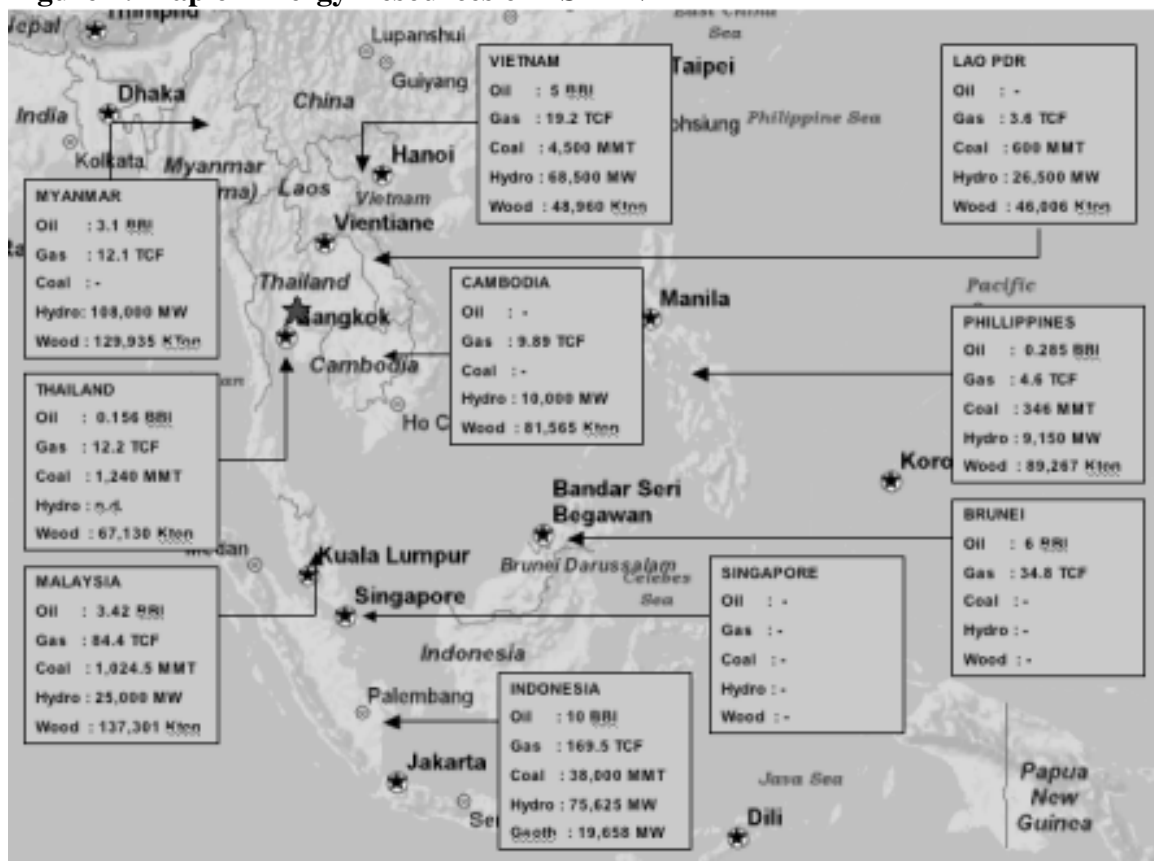 Thimphu
East China
Sea
Nepal
Lupanshui
Guiyang
China
Dhaka
India
Kolkata
Myanmar
Hanoi
Laos
Vietnam
Vientiane
Thailand
Bangkok
Cambodia
Ho C
Taipei
ohsiung
Philippine Sea
Manila
Pacific
Koro
Bandar Seri
Begawan
Brunei Darussalam
Celebes
Sea
Medan
Kuala Lumpur
Singapore
Indonesia
Palembang
Jakarta
Java Sea
Dili
Papua
New
Guinea
VIETNAM
Oil : 5 BBl
Gas : 19.2 TCF
Coal : 4,500 MMT
Hydro : 68,500 MW
Wood : 48,960 Kton
LAO PDR
Oil : -
Gas : 3.6 TCF
Coal : 600 MMT
Hydro : 26,500 MW
Wood : 46,006 Kton
MYANMAR
Oil : 3.1 BBl
Gas : 12.1 TCF
Coal : -
Hydro: 108,000 MW
Wood : 129,935 KTon
CAMBODIA
Oil : -
Gas : 9.89 TCF
Coal : -
Hydro : 10,000 MW
Wood : 81,565 Kton
PHILLIPPINES
Oil : 0.285 BBl
Gas : 4.6 TCF
Coal : 346 MMT
Hydro : 9,150 MW
Wood : 89,267 Kton
THAILAND
Oil : 0.156 BBl
Gas : 12.2 TCF
Coal : 1,240 MMT
Hydro : n.d.
Wood : 67,130 Kton
BRUNEI
Oil : 6 BBl
Gas : 34.8 TCF
Coal : -
Hydro : -
Wood : -
MALAYSIA
Oil : 3.42 BBl
Gas : 84.4 TCF
Coal : 1,024.5 MMT
Hydro : 25,000 MW
Wood : 137,301 Kton
SINGAPORE
Oil : -
Gas : -
Coal : -
Hydro : -
Wood : -
INDONESIA
Oil : 10 BBl
Gas : 169.5 TCF
Coal : 38,000 MMT
Hydro : 75,625 MW
Geoth : 19,658 MW